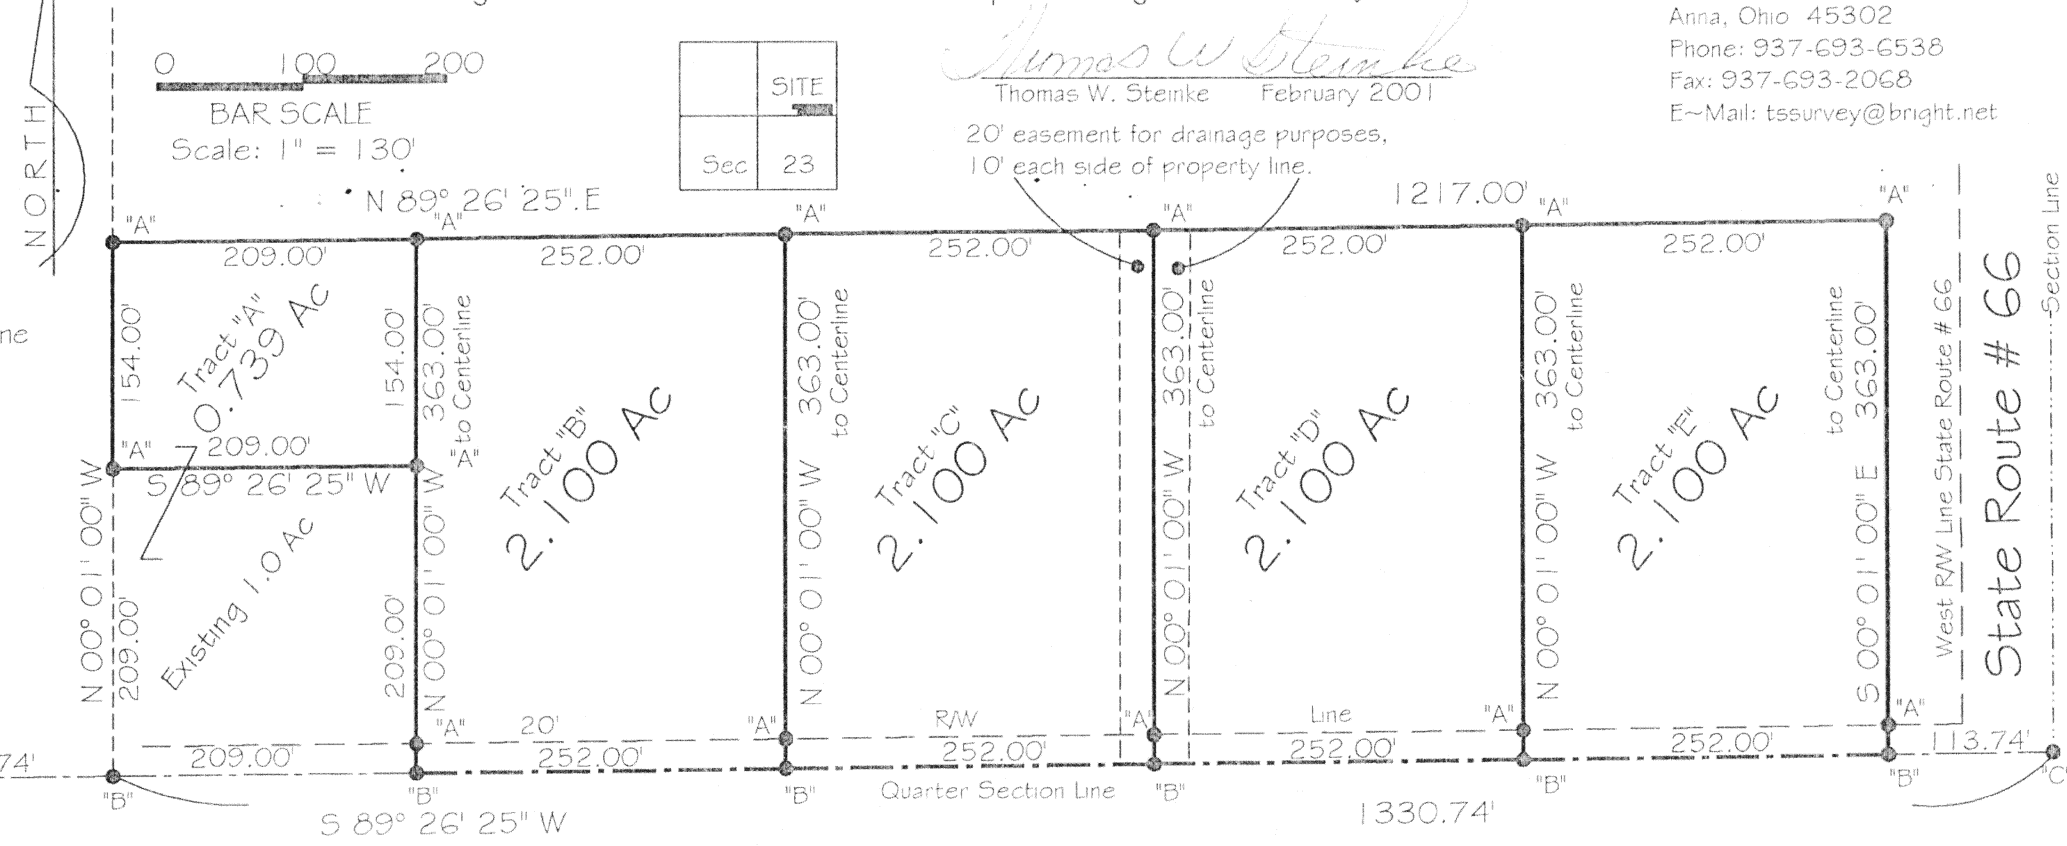 Anna, Ohio 45302
Phone: 937-693-6538
Fax: 937-693-2068
E~Mail: tssurvey@bright.net
NORTH
0 100 200
BAR SCALE
Scale: 1" = 130'
SITE
Sec 23
Thomas W Steinke
Thomas W. Steinke February 2001
20' easement for drainage purposes,
10' each side of property line.
N 89° 26' 25" E
1217.00'
"A" "A" "A" "A" "A" "A"
209.00' 252.00' 252.00' 252.00' 252.00'
154.00'
Tract "A"
0.739 Ac
154.00'
209.00'
"A" "A"
S 89° 26' 25" W
N 00° 01' 00" W
209.00'
Existing 1.0 Ac
209.00'
N 00° 01' 00" W 363.00'
to Centerline
Tract "B"
2.100 Ac
N 00° 01' 00" W 363.00'
to Centerline
Tract "C"
2.100 Ac
N 00° 01' 00" W 363.00'
to Centerline
Tract "D"
2.100 Ac
N 00° 01' 00" W 363.00'
to Centerline
Tract "E"
2.100 Ac
to Centerline
S 00° 01' 00" E 363.00'
West R/W Line State Route # 66
State Route # 66
Section Line
"A" 20' "A" R/W "A" Line "A" "A"
74' 209.00' 252.00' 252.00' 252.00' 252.00' 113.74'
"B" "B" "B" Quarter Section Line "B" "B" "B" "C"
S 89° 26' 25" W
1330.74'